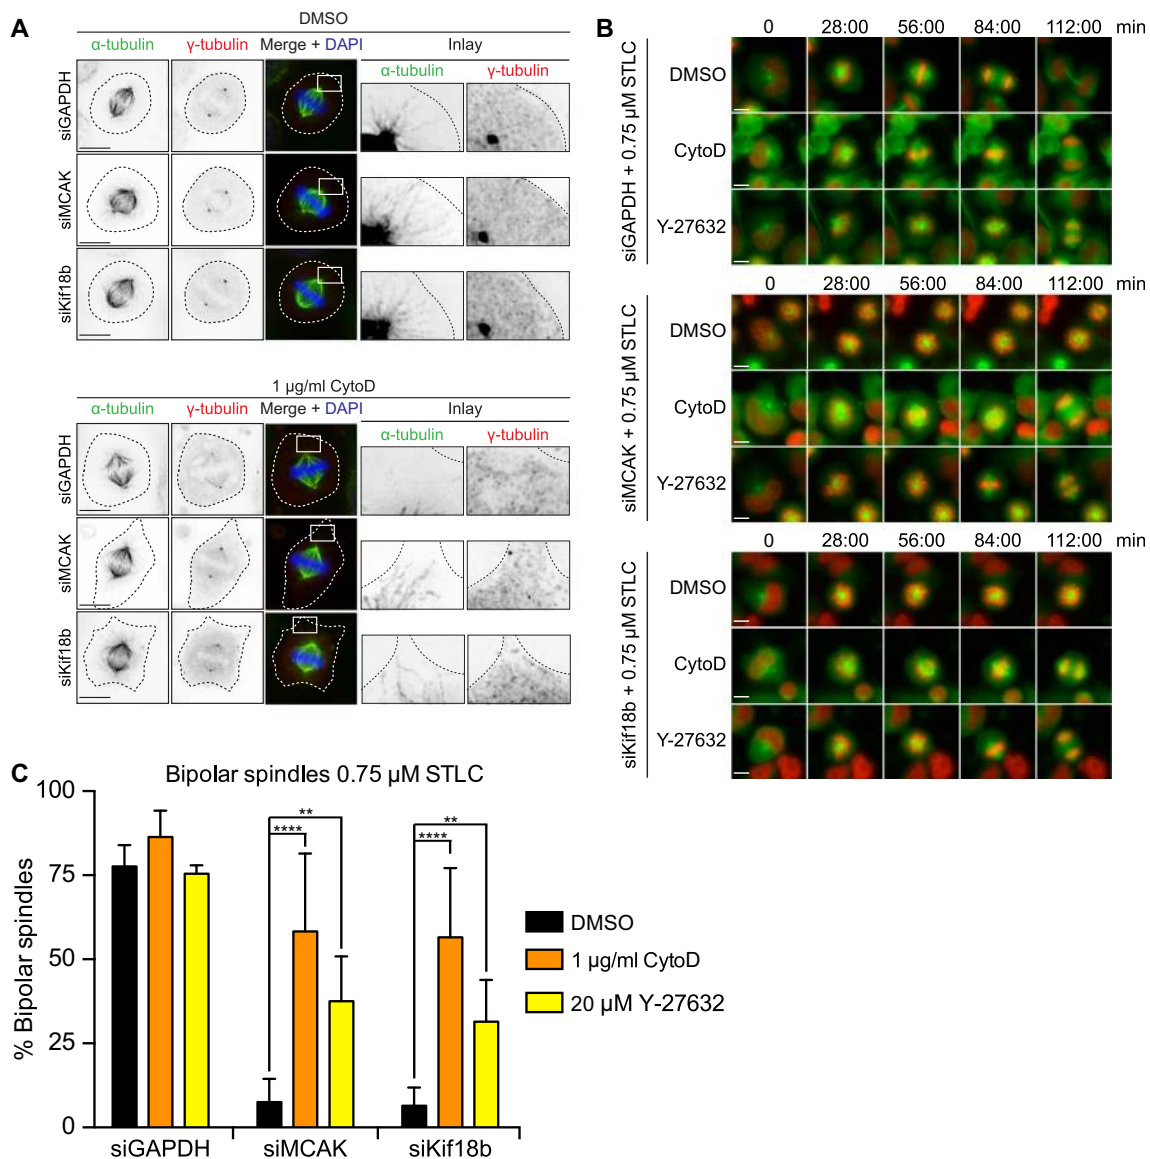 A
DMSO
α-tubulin γ-tubulin Merge + DAPI Inlay
α-tubulin γ-tubulin
siGAPDH
siMCAK
siKif18b
1 µg/ml CytoD
α-tubulin γ-tubulin Merge + DAPI Inlay
α-tubulin γ-tubulin
siGAPDH
siMCAK
siKif18b
B
0 28:00 56:00 84:00 112:00 min
siGAPDH + 0.75 µM STLC
DMSO
CytoD
Y-27632
0 28:00 56:00 84:00 112:00 min
siMCAK + 0.75 µM STLC
DMSO
CytoD
Y-27632
0 28:00 56:00 84:00 112:00 min
siKif18b + 0.75 µM STLC
DMSO
CytoD
Y-27632
C
Bipolar spindles 0.75 µM STLC
% Bipolar spindles
100
75
50
25
0
**
****
**
****
siGAPDH siMCAK siKif18b
DMSO
1 µg/ml CytoD
20 µM Y-27632